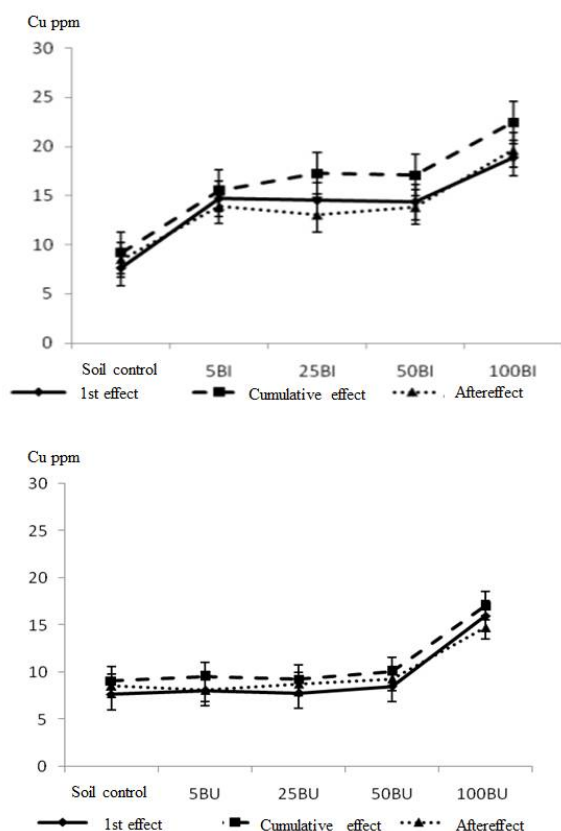 Cu ppm
30
25
20
15
10
5
0
Soil control 5BI 25BI 50BI 100BI
1st effect Cumulative effect Aftereffect
Cu ppm
30
25
20
15
10
5
0
Soil control 5BU 25BU 50BU 100BU
1st effect Cumulative effect Aftereffect